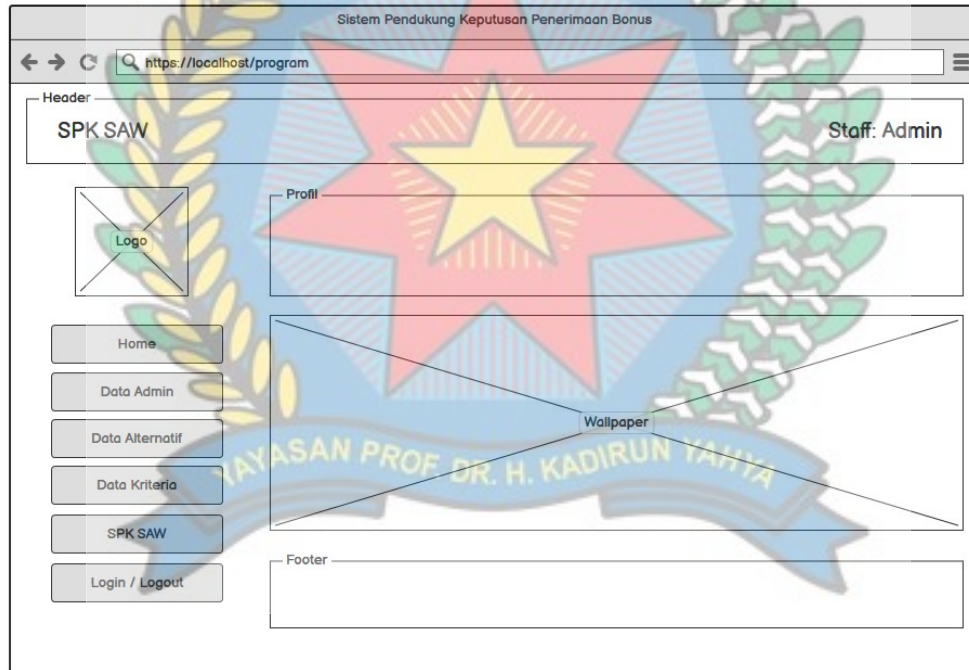 Sistem Pendukung Keputusan Penerimaan Bonus
https://localhost/program
Header
SPK SAW
Staff: Admin
Logo
Profil
Home
Data Admin
Data Alternatif
Data Kriteria
SPK SAW
Login / Logout
Wallpaper
YAYASAN PROF. DR. H. KADIRUN YAHYA
Footer